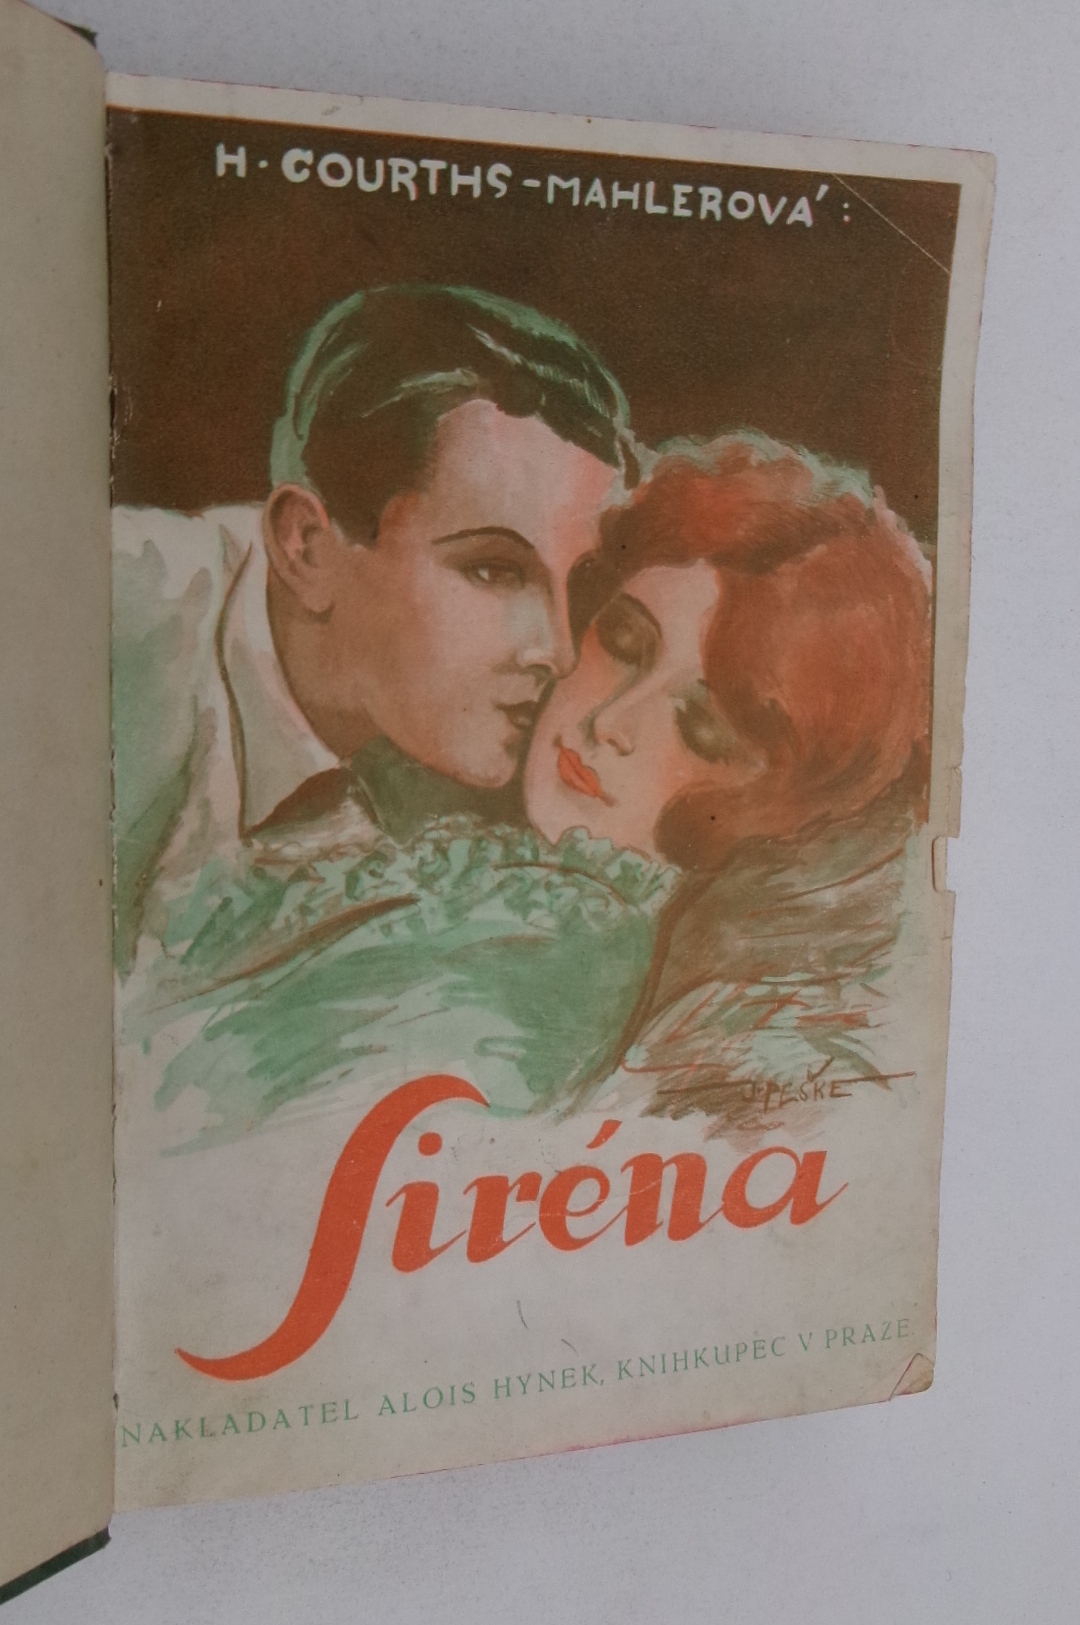 H. COURTHS-MAHLEROVÁ:
J. PEŠKE
Siréna
NAKLADATEL ALOIS HYNEK, KNIHKUPEC V PRAZE